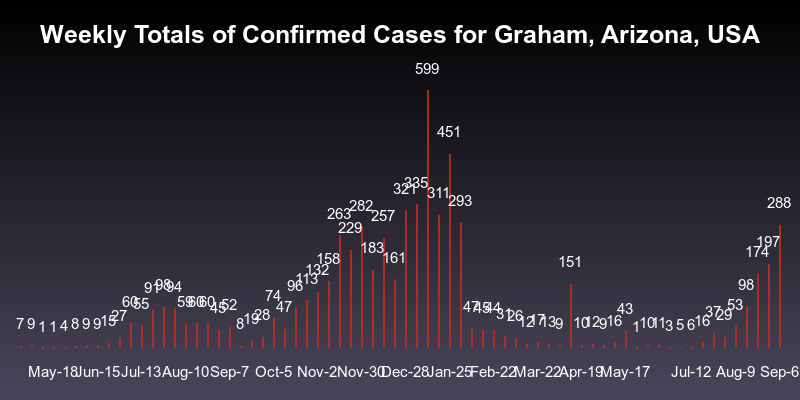 Weekly Totals of Confirmed Cases for Graham, Arizona, USA
7 9 1 1 4 8 9 9 15 27 60 55 91 98 94 59 60 60 45 52 8 19 28 74 47 96 113 132 158 263 229 282 183 257 161 321 335 599 311 451 293 47 45 44 31 26 12 17 13 9 151 10 12 9 16 43 1 10 11 3 5 6 16 37 29 53 98 174 197 288
May-18 Jun-15 Jul-13 Aug-10 Sep-7 Oct-5 Nov-2 Nov-30 Dec-28 Jan-25 Feb-22 Mar-22 Apr-19 May-17 Jul-12 Aug-9 Sep-6